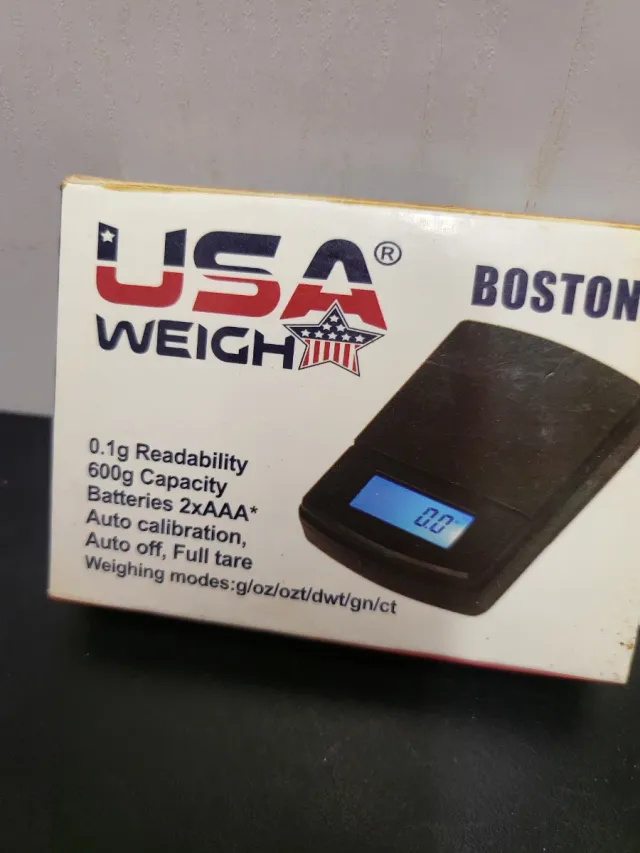 USA®
WEIGH
BOSTON
0.1g Readability
600g Capacity
Batteries 2xAAA*
Auto calibration,
Auto off, Full tare
Weighing modes:g/oz/ozt/dwt/gn/ct
0.0